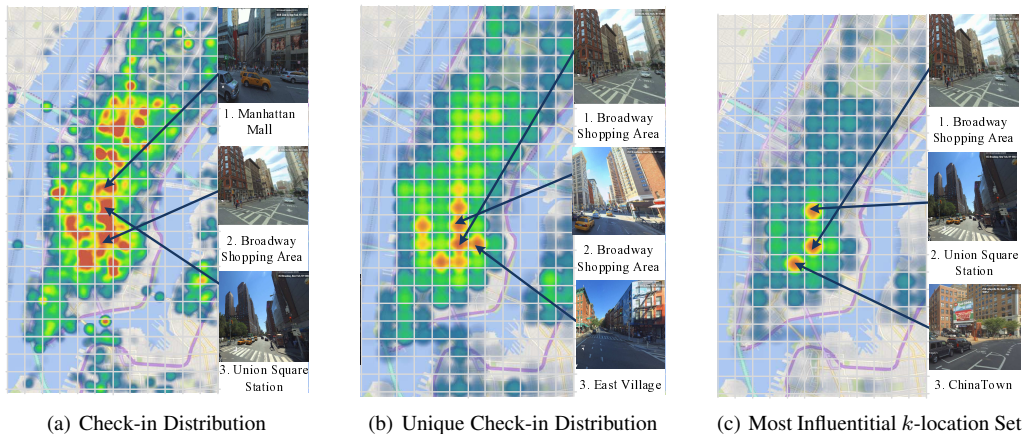 1. Manhattan
Mall
2. Broadway
Shopping Area
3. Union Square
Station
1. Broadway
Shopping Area
2. Broadway
Shopping Area
3. East Village
1. Broadway
Shopping Area
2. Union Square
Station
3. ChinaTown
(a) Check-in Distribution
(b) Unique Check-in Distribution
(c) Most Influentitial k-location Set